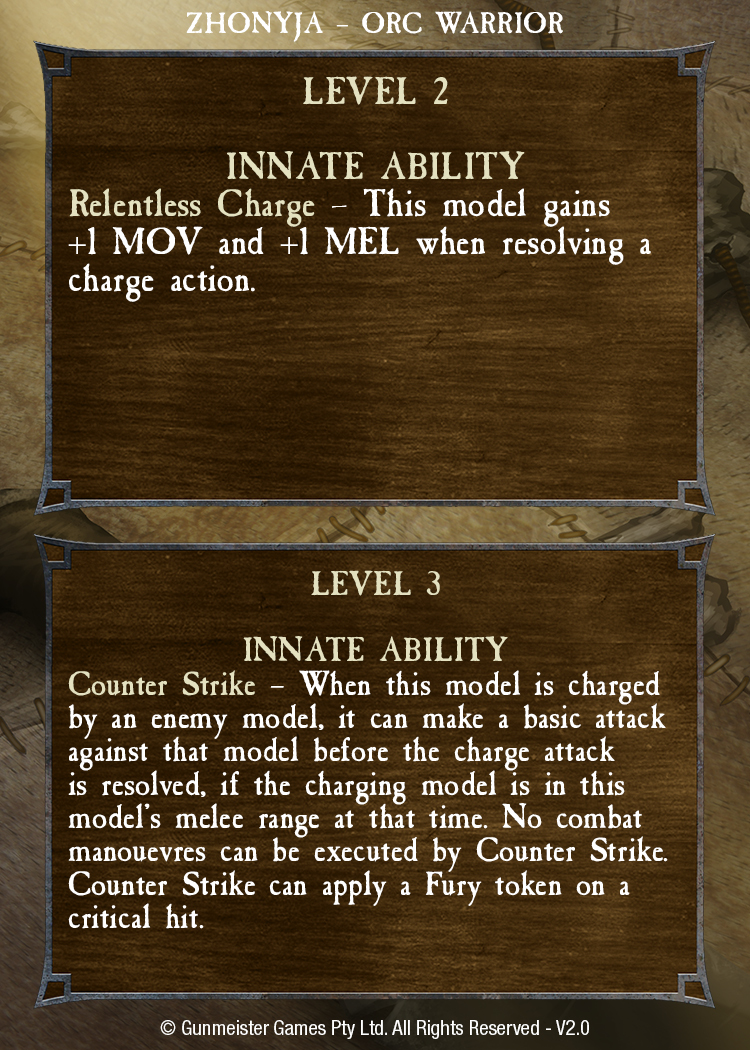 ZHONYJA – ORC WARRIOR
LEVEL 2
INNATE ABILITY
Relentless Charge – This model gains
+1 MOV and +1 MEL when resolving a
charge action.
LEVEL 3
INNATE ABILITY
Counter Strike – When this model is charged
by an enemy model, it can make a basic attack
against that model before the charge attack
is resolved, if the charging model is in this
model's melee range at that time. No combat
manouevres can be executed by Counter Strike.
Counter Strike can apply a Fury token on a
critical hit.
© Gunmeister Games Pty Ltd. All Rights Reserved - V2.0